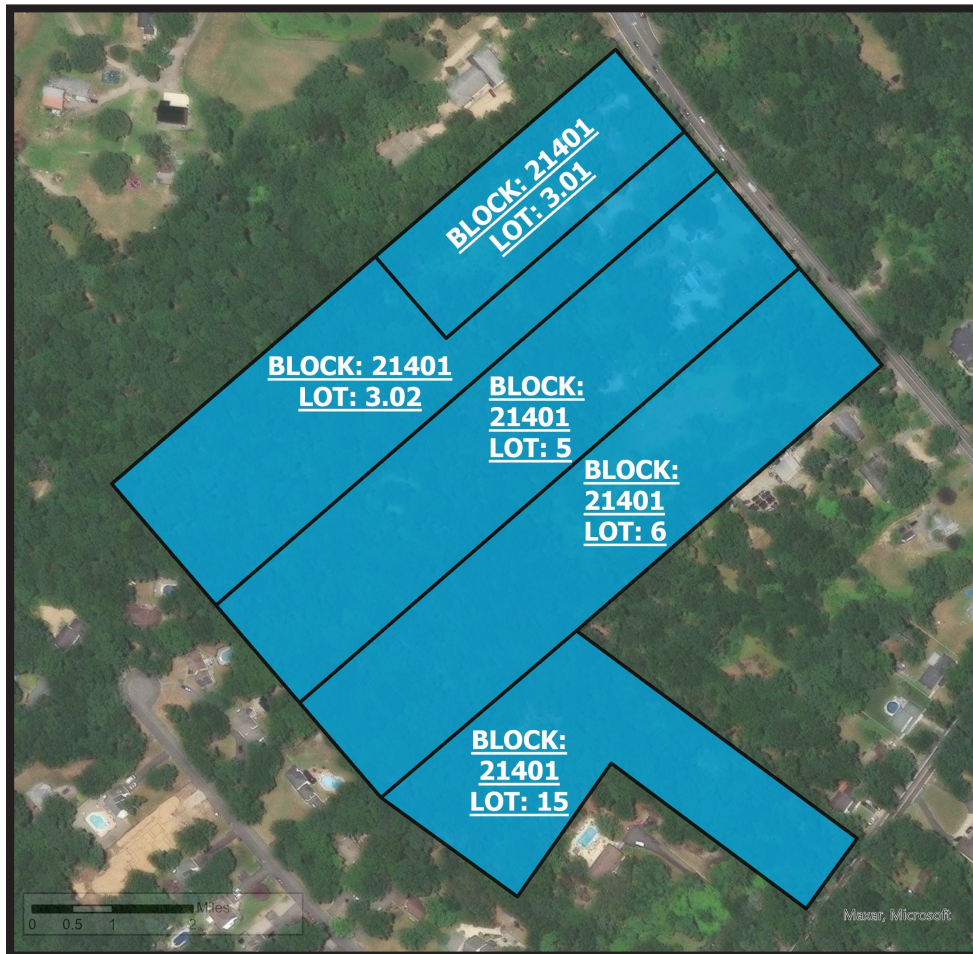 BLOCK: 21401
LOT: 3.01
BLOCK: 21401
LOT: 3.02
BLOCK:
21401
LOT: 5
BLOCK:
21401
LOT: 6
BLOCK:
21401
LOT: 15
Miles
0 0.5 1 2
Maxar, Microsoft